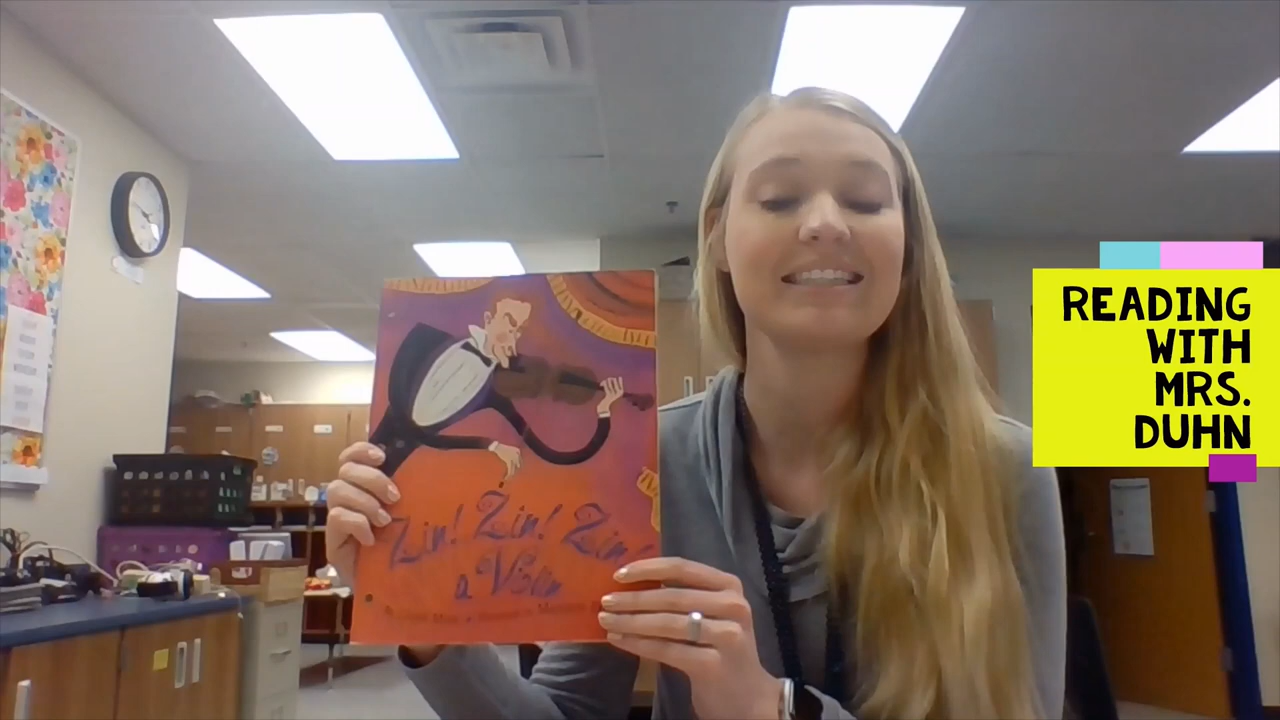 Zin! Zin! Zin!
a Violin
READING
WITH
MRS.
DUHN